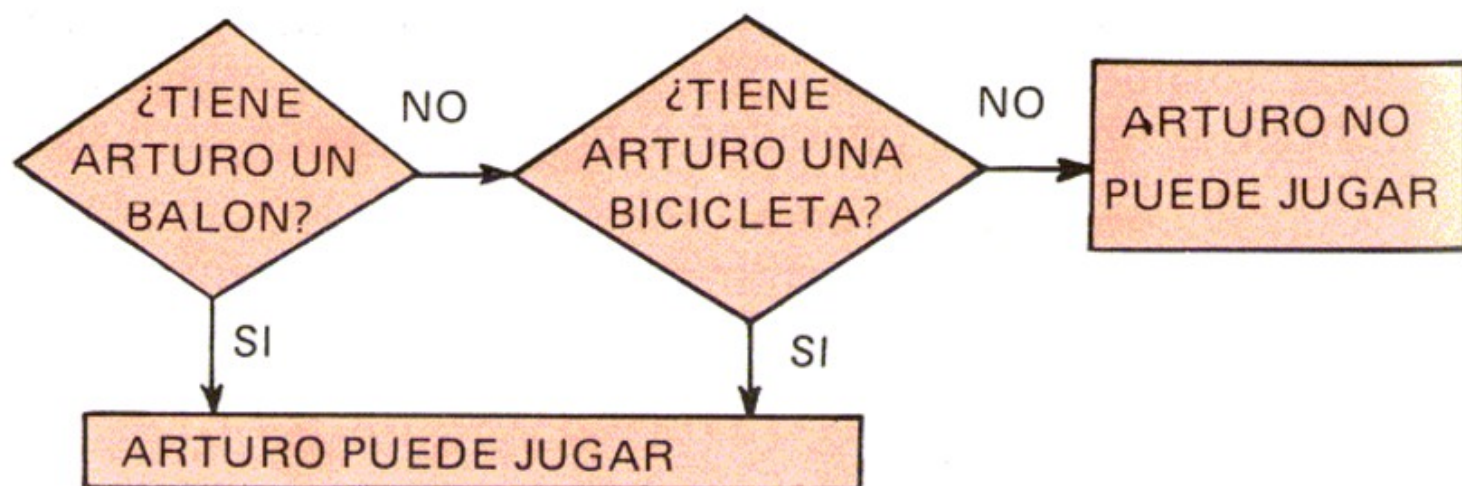 ¿TIENE
ARTURO UN
BALON?
NO
¿TIENE
ARTURO UNA
BICICLETA?
NO
ARTURO NO
PUEDE JUGAR
SI
SI
ARTURO PUEDE JUGAR